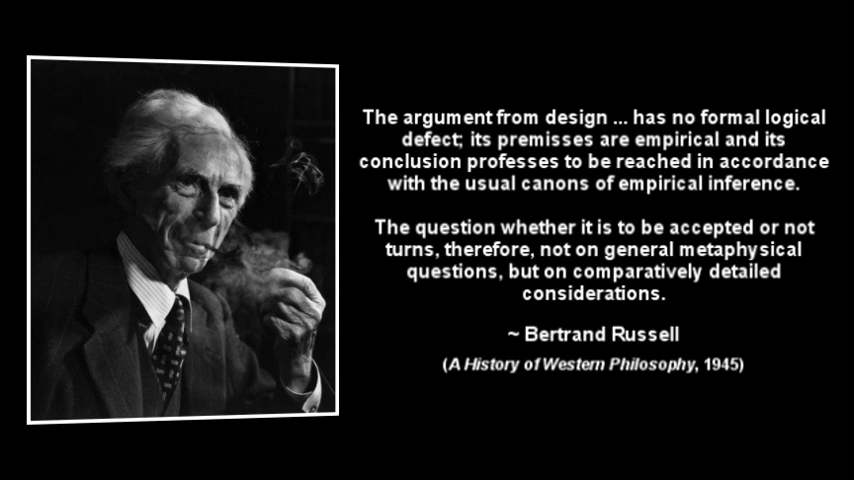 The argument from design ... has no formal logical
defect; its premisses are empirical and its
conclusion professes to be reached in accordance
with the usual canons of empirical inference.
The question whether it is to be accepted or not
turns, therefore, not on general metaphysical
questions, but on comparatively detailed
considerations.
~ Bertrand Russell
(A History of Western Philosophy, 1945)